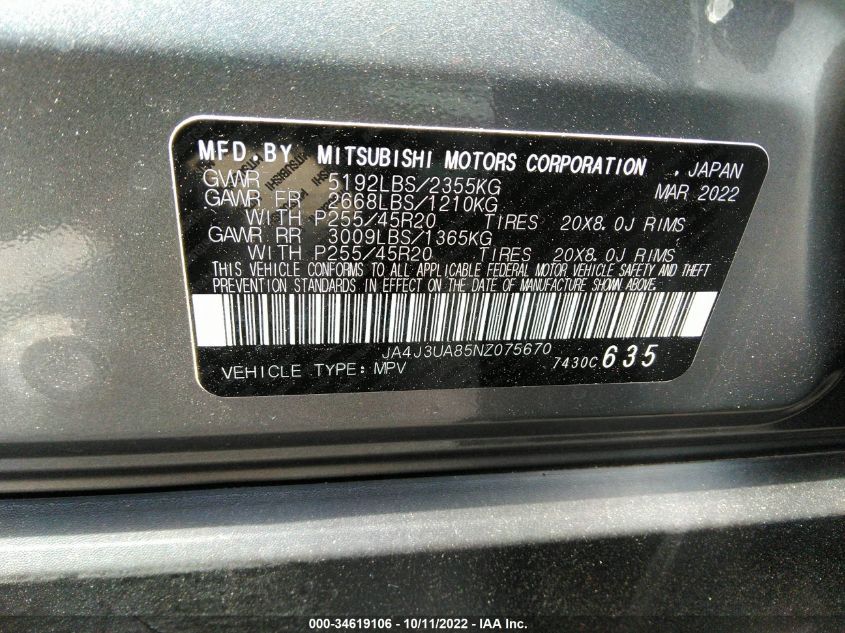 MFD.BY MITSUBISHI MOTORS CORPORATION , JAPAN
GVWR 5192LBS/2355KG MAR 2022
GAWR FR 2668LBS/1210KG
WITH P255/45R20 TIRES 20X8.0J RIMS
GAWR RR 3009LBS/1365KG
WITH P255/45R20 TIRES 20X8.0J RIMS
THIS VEHICLE CONFORMS TO ALL APPLICABLE FEDERAL MOTOR VEHICLE SAFETY AND THEFT
PREVENTION STANDARDS IN EFFECT ON THE DATE OF MANUFACTURE SHOWN ABOVE.
JA4J3UA85NZ075670
VEHICLE TYPE:MPV 7430C 635
000-34619106 - 10/11/2022 - IAA Inc.